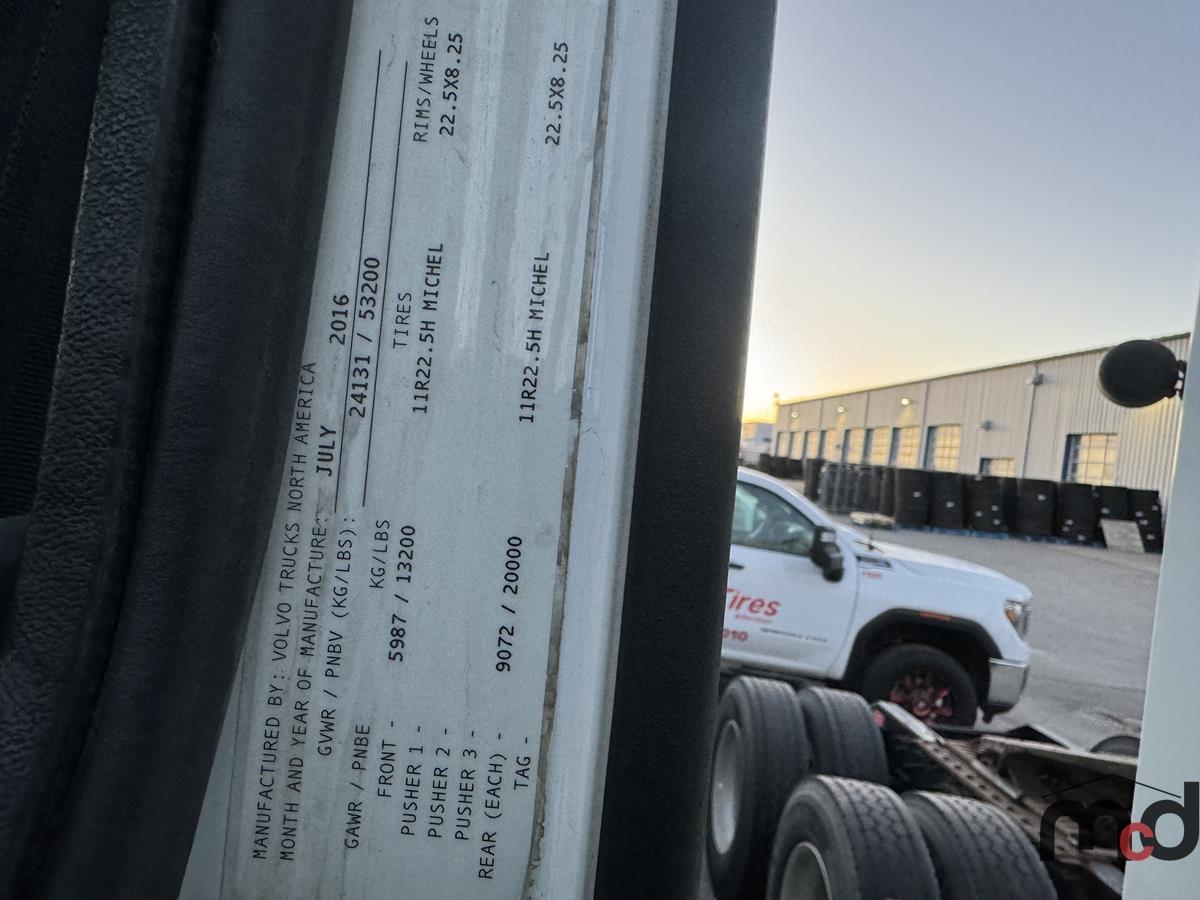 MANUFACTURED BY: VOLVO TRUCKS NORTH AMERICA
MONTH AND YEAR OF MANUFACTURE: JULY 2016
GVWR / PNBV (KG/LBS): 24131 / 53200
GAWR / PNBE KG/LBS TIRES RIMS/WHEELS
FRONT - 5987 / 13200 11R22.5H MICHEL 22.5X8.25
PUSHER 1 -
PUSHER 2 -
PUSHER 3 -
REAR (EACH) - 9072 / 20000 11R22.5H MICHEL 22.5X8.25
TAG -
Tires
mcd